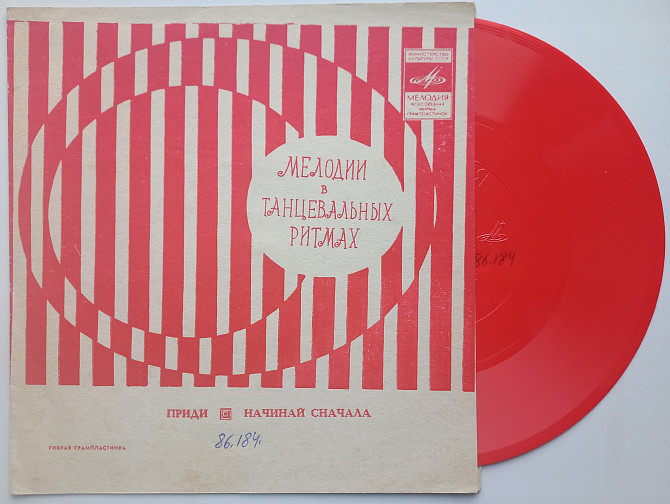 МИНИСТЕРСТВО
КУЛЬТУРЫ СССР
МЕЛОДИЯ
ВСЕСОЮЗНАЯ
ФИРМА
ГРАМПЛАСТИНОК
МЕЛОДИИ
В
ТАНЦЕВАЛЬНЫХ
РИТМАХ
86.184
ПРИДИ НАЧИНАЙ СНАЧАЛА
86.184.
ГИБКАЯ ГРАМПЛАСТИНКА